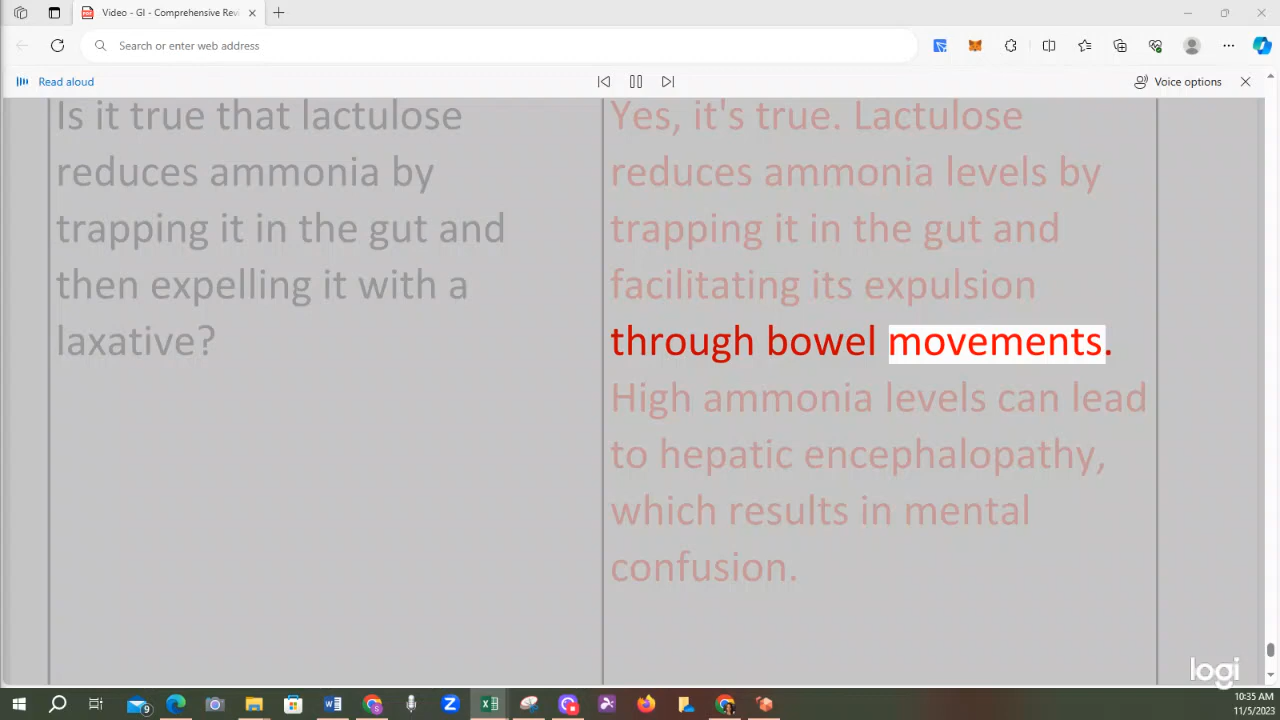 Video - GI - Comprehensive Revi
Search or enter web address
Read aloud
Voice options
Is it true that lactulose
reduces ammonia by
trapping it in the gut and
then expelling it with a
laxative?
Yes, it's true. Lactulose
reduces ammonia levels by
trapping it in the gut and
facilitating its expulsion
through bowel movements.
High ammonia levels can lead
to hepatic encephalopathy,
which results in mental
confusion.
logi
10:35 AM
11/5/2023